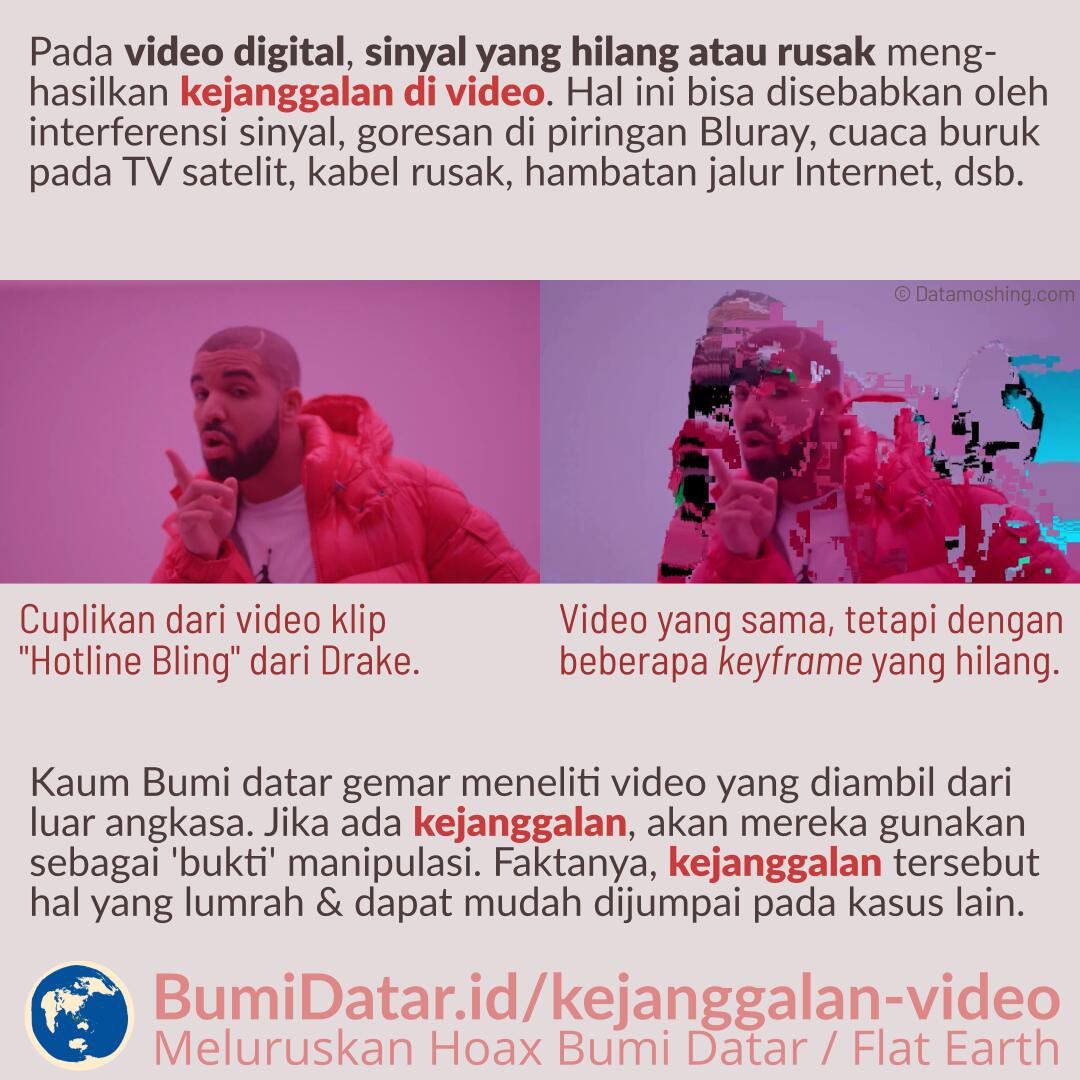 Pada video digital, sinyal yang hilang atau rusak meng-
hasilkan kejanggalan di video. Hal ini bisa disebabkan oleh
interferensi sinyal, goresan di piringan Bluray, cuaca buruk
pada TV satelit, kabel rusak, hambatan jalur Internet, dsb.
© Datamoshing.com
Cuplikan dari video klip
"Hotline Bling" dari Drake.
Video yang sama, tetapi dengan
beberapa keyframe yang hilang.
Kaum Bumi datar gemar meneliti video yang diambil dari
luar angkasa. Jika ada kejanggalan, akan mereka gunakan
sebagai 'bukti' manipulasi. Faktanya, kejanggalan tersebut
hal yang lumrah & dapat mudah dijumpai pada kasus lain.
BumiDatar.id/kejanggalan-video
Meluruskan Hoax Bumi Datar / Flat Earth